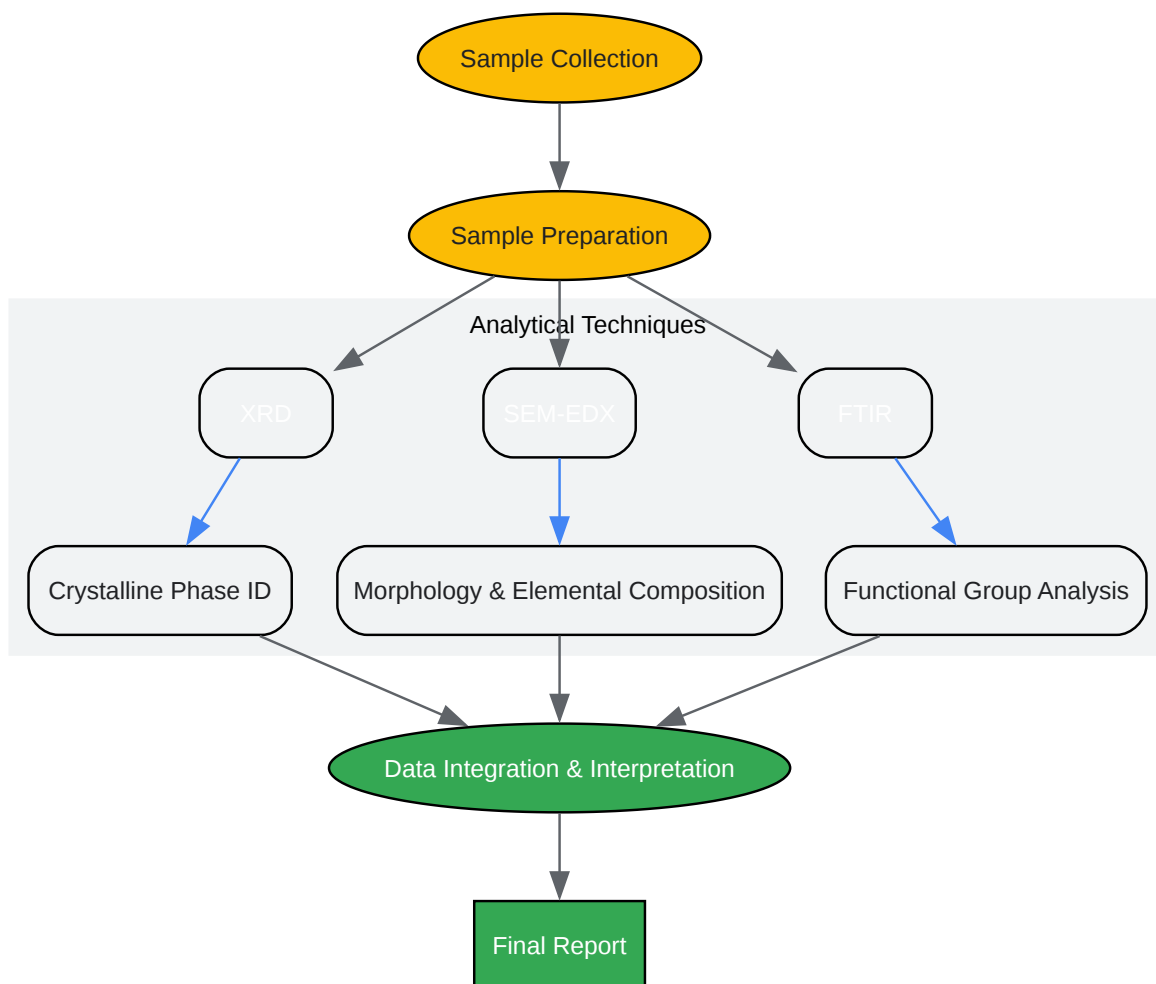 Sample Collection
Sample Preparation
Analytical Techniques
XRD
SEM-EDX
FTIR
Crystalline Phase ID
Morphology & Elemental Composition
Functional Group Analysis
Data Integration & Interpretation
Final Report